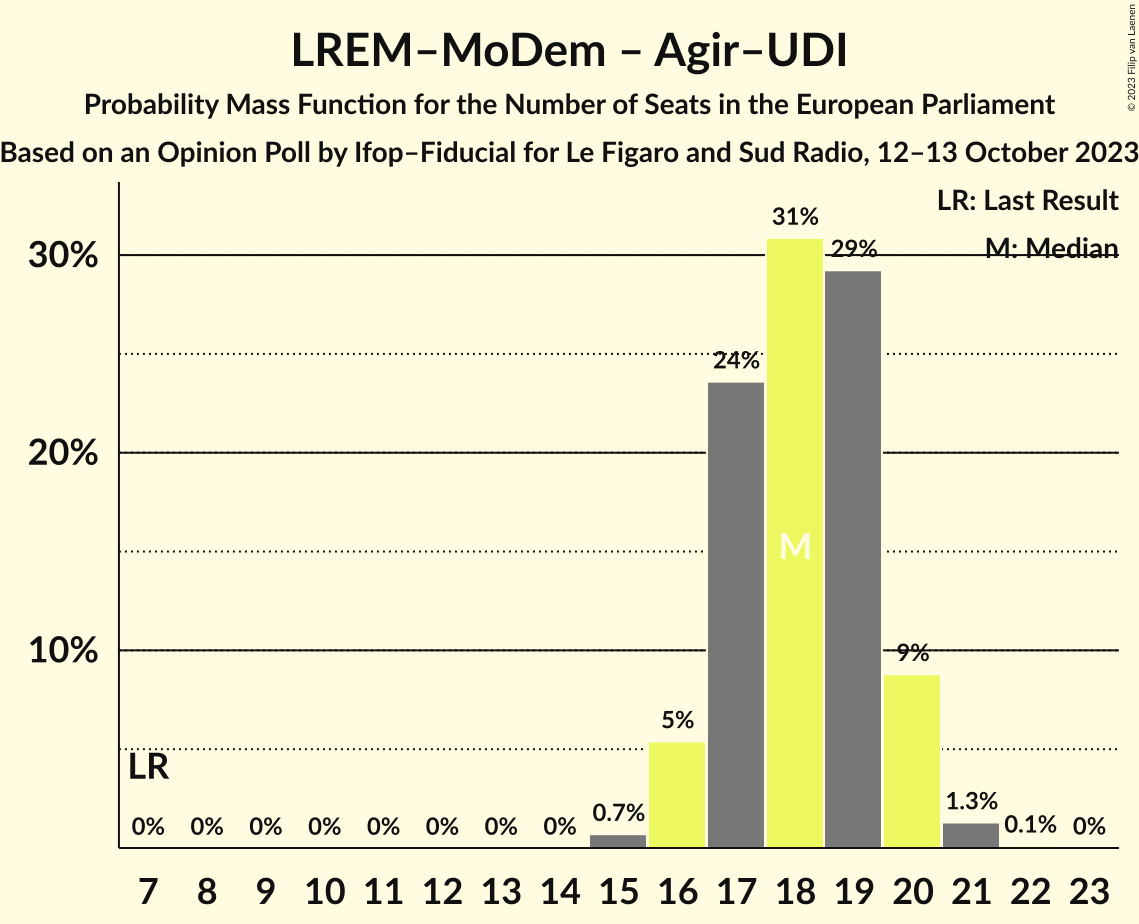 LREM–MoDem – Agir–UDI
Probability Mass Function for the Number of Seats in the European Parliament
Based on an Opinion Poll by Ifop–Fiducial for Le Figaro and Sud Radio, 12–13 October 2023
© 2023 Filip van Laenen
LR: Last Result
M: Median
30%
20%
10%
31%
29%
24%
M
9%
5%
LR
0% 0% 0% 0% 0% 0% 0% 0% 0.7% 1.3% 0.1% 0%
7 8 9 10 11 12 13 14 15 16 17 18 19 20 21 22 23